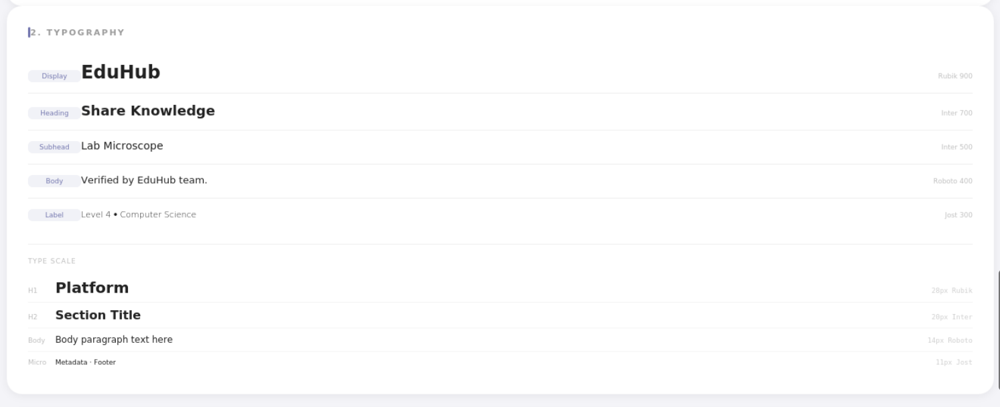 2. TYPOGRAPHY
Display EduHub Rubik 900
Heading Share Knowledge Inter 700
Subhead Lab Microscope Inter 500
Body Verified by EduHub team. Roboto 400
Label Level 4 • Computer Science Jost 300
TYPE SCALE
H1 Platform 28px Rubik
H2 Section Title 20px Inter
Body Body paragraph text here 14px Roboto
Micro Metadata · Footer 11px Jost